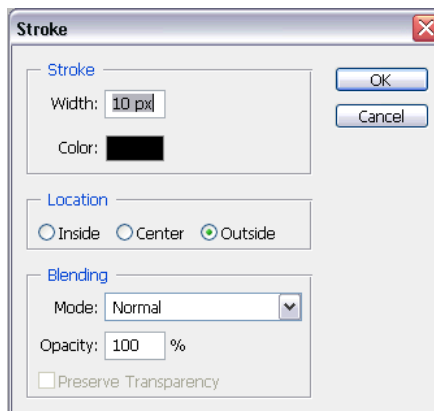 Stroke
Stroke
Width: 10 px
Color:
OK
Cancel
Location
Inside Center Outside
Blending
Mode: Normal
Opacity: 100 %
Preserve Transparency